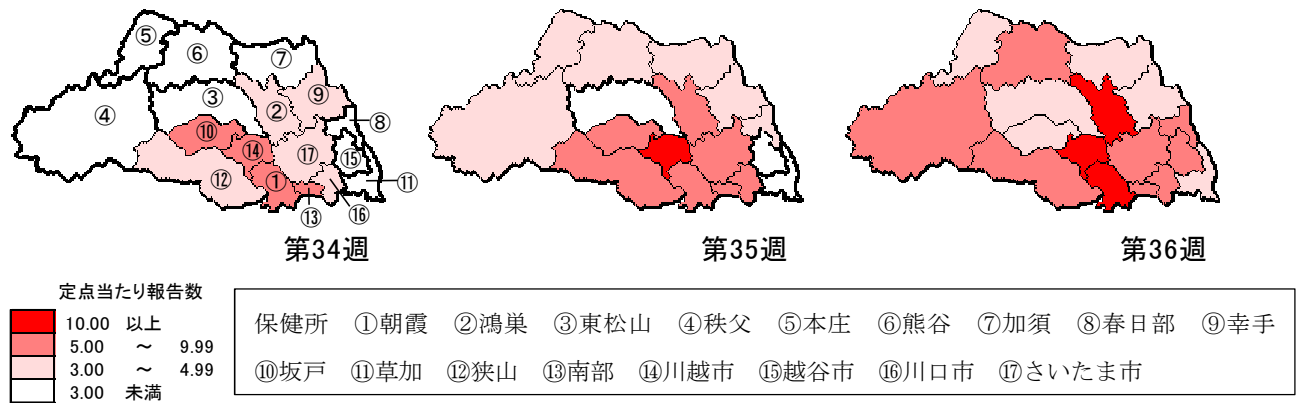 ⑤
⑥
⑦
④
③
②
⑨
⑧
⑩
⑭
⑰
⑮
⑫
①
⑪
⑬
⑯
第34週
第35週
第36週
定点当たり報告数
10.00 以上
5.00 ～ 9.99
3.00 ～ 4.99
3.00 未満
保健所 ①朝霞 ②鴻巣 ③東松山 ④秩父 ⑤本庄 ⑥熊谷 ⑦加須 ⑧春日部 ⑨幸手
⑩坂戸 ⑪草加 ⑫狭山 ⑬南部 ⑭川越市 ⑮越谷市 ⑯川口市 ⑰さいたま市